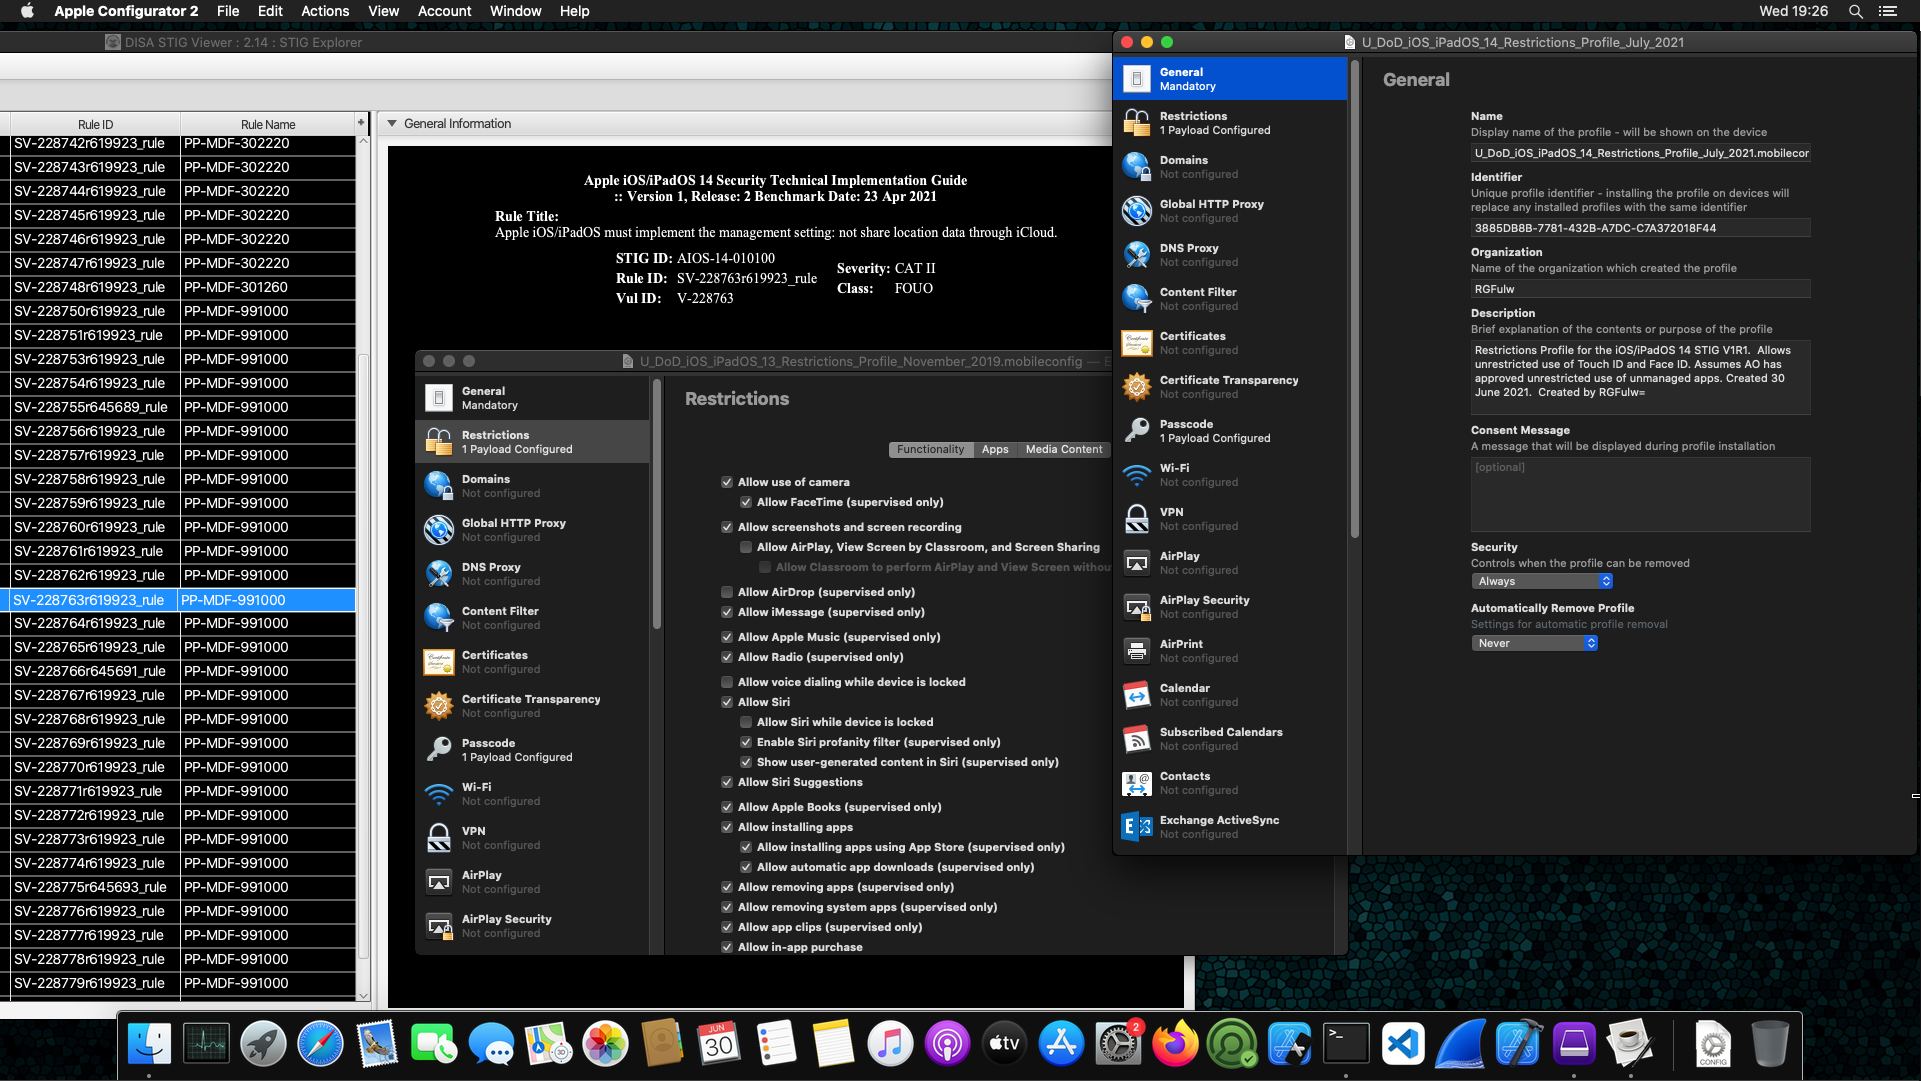 Apple Configurator 2 File Edit Actions View Account Window Help
Wed 19:26
DISA STIG Viewer : 2.14 : STIG Explorer
Rule ID Rule Name +
SV-228742r619923_rule PP-MDF-302220
SV-228743r619923_rule PP-MDF-302220
SV-228744r619923_rule PP-MDF-302220
SV-228745r619923_rule PP-MDF-302220
SV-228746r619923_rule PP-MDF-302220
SV-228747r619923_rule PP-MDF-302220
SV-228748r619923_rule PP-MDF-301260
SV-228750r619923_rule PP-MDF-991000
SV-228751r619923_rule PP-MDF-991000
SV-228753r619923_rule PP-MDF-991000
SV-228754r619923_rule PP-MDF-991000
SV-228755r645689_rule PP-MDF-991000
SV-228756r619923_rule PP-MDF-991000
SV-228757r619923_rule PP-MDF-991000
SV-228758r619923_rule PP-MDF-991000
SV-228759r619923_rule PP-MDF-991000
SV-228760r619923_rule PP-MDF-991000
SV-228761r619923_rule PP-MDF-991000
SV-228762r619923_rule PP-MDF-991000
SV-228763r619923_rule PP-MDF-991000
SV-228764r619923_rule PP-MDF-991000
SV-228765r619923_rule PP-MDF-991000
SV-228766r645691_rule PP-MDF-991000
SV-228767r619923_rule PP-MDF-991000
SV-228768r619923_rule PP-MDF-991000
SV-228769r619923_rule PP-MDF-991000
SV-228770r619923_rule PP-MDF-991000
SV-228771r619923_rule PP-MDF-991000
SV-228772r619923_rule PP-MDF-991000
SV-228773r619923_rule PP-MDF-991000
SV-228774r619923_rule PP-MDF-991000
SV-228775r645693_rule PP-MDF-991000
SV-228776r619923_rule PP-MDF-991000
SV-228777r619923_rule PP-MDF-991000
SV-228778r619923_rule PP-MDF-991000
SV-228779r619923_rule PP-MDF-991000
General Information
Apple iOS/iPadOS 14 Security Technical Implementation Guide
:: Version 1, Release: 2 Benchmark Date: 23 Apr 2021
Rule Title:
Apple iOS/iPadOS must implement the management setting: not share location data through iCloud.
STIG ID: AIOS-14-010100
Rule ID: SV-228763r619923_rule
Vul ID: V-228763
Severity: CAT II
Class: FOUO
U_DoD_iOS_iPadOS_13_Restrictions_Profile_November_2019.mobileconfig — E
General
Mandatory
Restrictions
1 Payload Configured
Domains
Not configured
Global HTTP Proxy
Not configured
DNS Proxy
Not configured
Content Filter
Not configured
Certificates
Not configured
Certificate Transparency
Not configured
Passcode
1 Payload Configured
Wi-Fi
Not configured
VPN
Not configured
AirPlay
Not configured
AirPlay Security
Not configured
Restrictions
Functionality Apps Media Content
Allow use of camera
Allow FaceTime (supervised only)
Allow screenshots and screen recording
Allow AirPlay, View Screen by Classroom, and Screen Sharing
Allow Classroom to perform AirPlay and View Screen withou
Allow AirDrop (supervised only)
Allow iMessage (supervised only)
Allow Apple Music (supervised only)
Allow Radio (supervised only)
Allow voice dialing while device is locked
Allow Siri
Allow Siri while device is locked
Enable Siri profanity filter (supervised only)
Show user-generated content in Siri (supervised only)
Allow Siri Suggestions
Allow Apple Books (supervised only)
Allow installing apps
Allow installing apps using App Store (supervised only)
Allow automatic app downloads (supervised only)
Allow removing apps (supervised only)
Allow removing system apps (supervised only)
Allow app clips (supervised only)
Allow in-app purchase
U_DoD_iOS_iPadOS_14_Restrictions_Profile_July_2021
General
Mandatory
Restrictions
1 Payload Configured
Domains
Not configured
Global HTTP Proxy
Not configured
DNS Proxy
Not configured
Content Filter
Not configured
Certificates
Not configured
Certificate Transparency
Not configured
Passcode
1 Payload Configured
Wi-Fi
Not configured
VPN
Not configured
AirPlay
Not configured
AirPlay Security
Not configured
AirPrint
Not configured
Calendar
Not configured
Subscribed Calendars
Not configured
Contacts
Not configured
Exchange ActiveSync
Not configured
General
Name
Display name of the profile - will be shown on the device
U_DoD_iOS_iPadOS_14_Restrictions_Profile_July_2021.mobilecor
Identifier
Unique profile identifier - installing the profile on devices will
replace any installed profiles with the same identifier
3885DB8B-7781-432B-A7DC-C7A372018F44
Organization
Name of the organization which created the profile
RGFulw
Description
Brief explanation of the contents or purpose of the profile
Restrictions Profile for the iOS/iPadOS 14 STIG V1R1. Allows
unrestricted use of Touch ID and Face ID. Assumes AO has
approved unrestricted use of unmanaged apps. Created 30
June 2021. Created by RGFulw=
Consent Message
A message that will be displayed during profile installation
[optional]
Security
Controls when the profile can be removed
Always
Automatically Remove Profile
Settings for automatic profile removal
Never
JUN
30
tv
2
>_
CONFIG